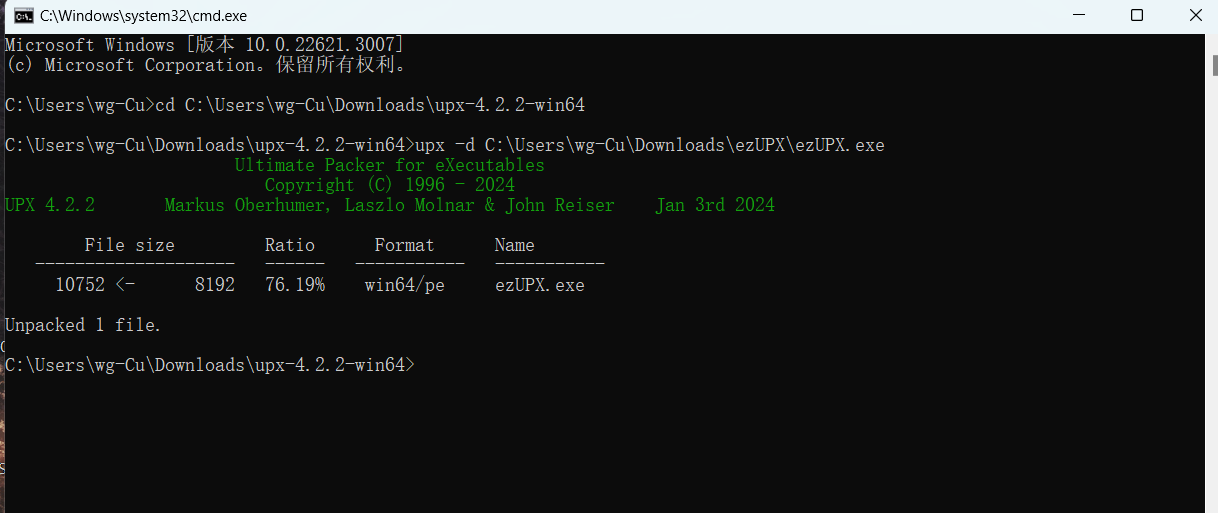 C:\Windows\system32\cmd.exe
Microsoft Windows [版本 10.0.22621.3007]
(c) Microsoft Corporation。保留所有权利。
C:\Users\wg-Cu>cd C:\Users\wg-Cu\Downloads\upx-4.2.2-win64
C:\Users\wg-Cu\Downloads\upx-4.2.2-win64>upx -d C:\Users\wg-Cu\Downloads\ezUPX\ezUPX.exe
Ultimate Packer for eXecutables
Copyright (C) 1996 - 2024
UPX 4.2.2       Markus Oberhumer, Laszlo Molnar & John Reiser    Jan 3rd 2024
File size         Ratio      Format      Name
--------------------   ------   -----------   -----------
10752 <-      8192   76.19%    win64/pe     ezUPX.exe
Unpacked 1 file.
C:\Users\wg-Cu\Downloads\upx-4.2.2-win64>